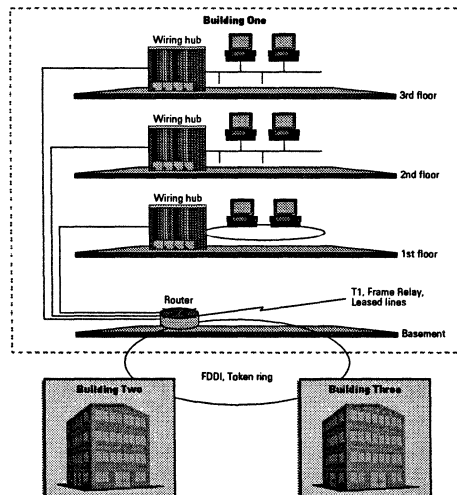 Building One
Wiring hub
3rd floor
Wiring hub
2nd floor
Wiring hub
1st floor
Router
T1, Frame Relay,
Leased lines
Basement
FDDI, Token ring
Building Two
Building Three